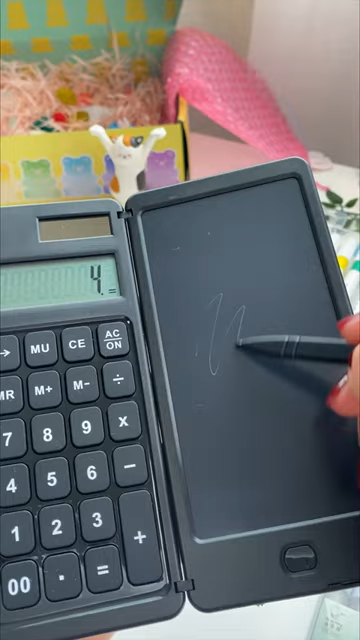 4. =
→ MU CE AC/ON
MR M+ M- ÷
7 8 9 x
4 5 6 −
1 2 3 +
00 . =